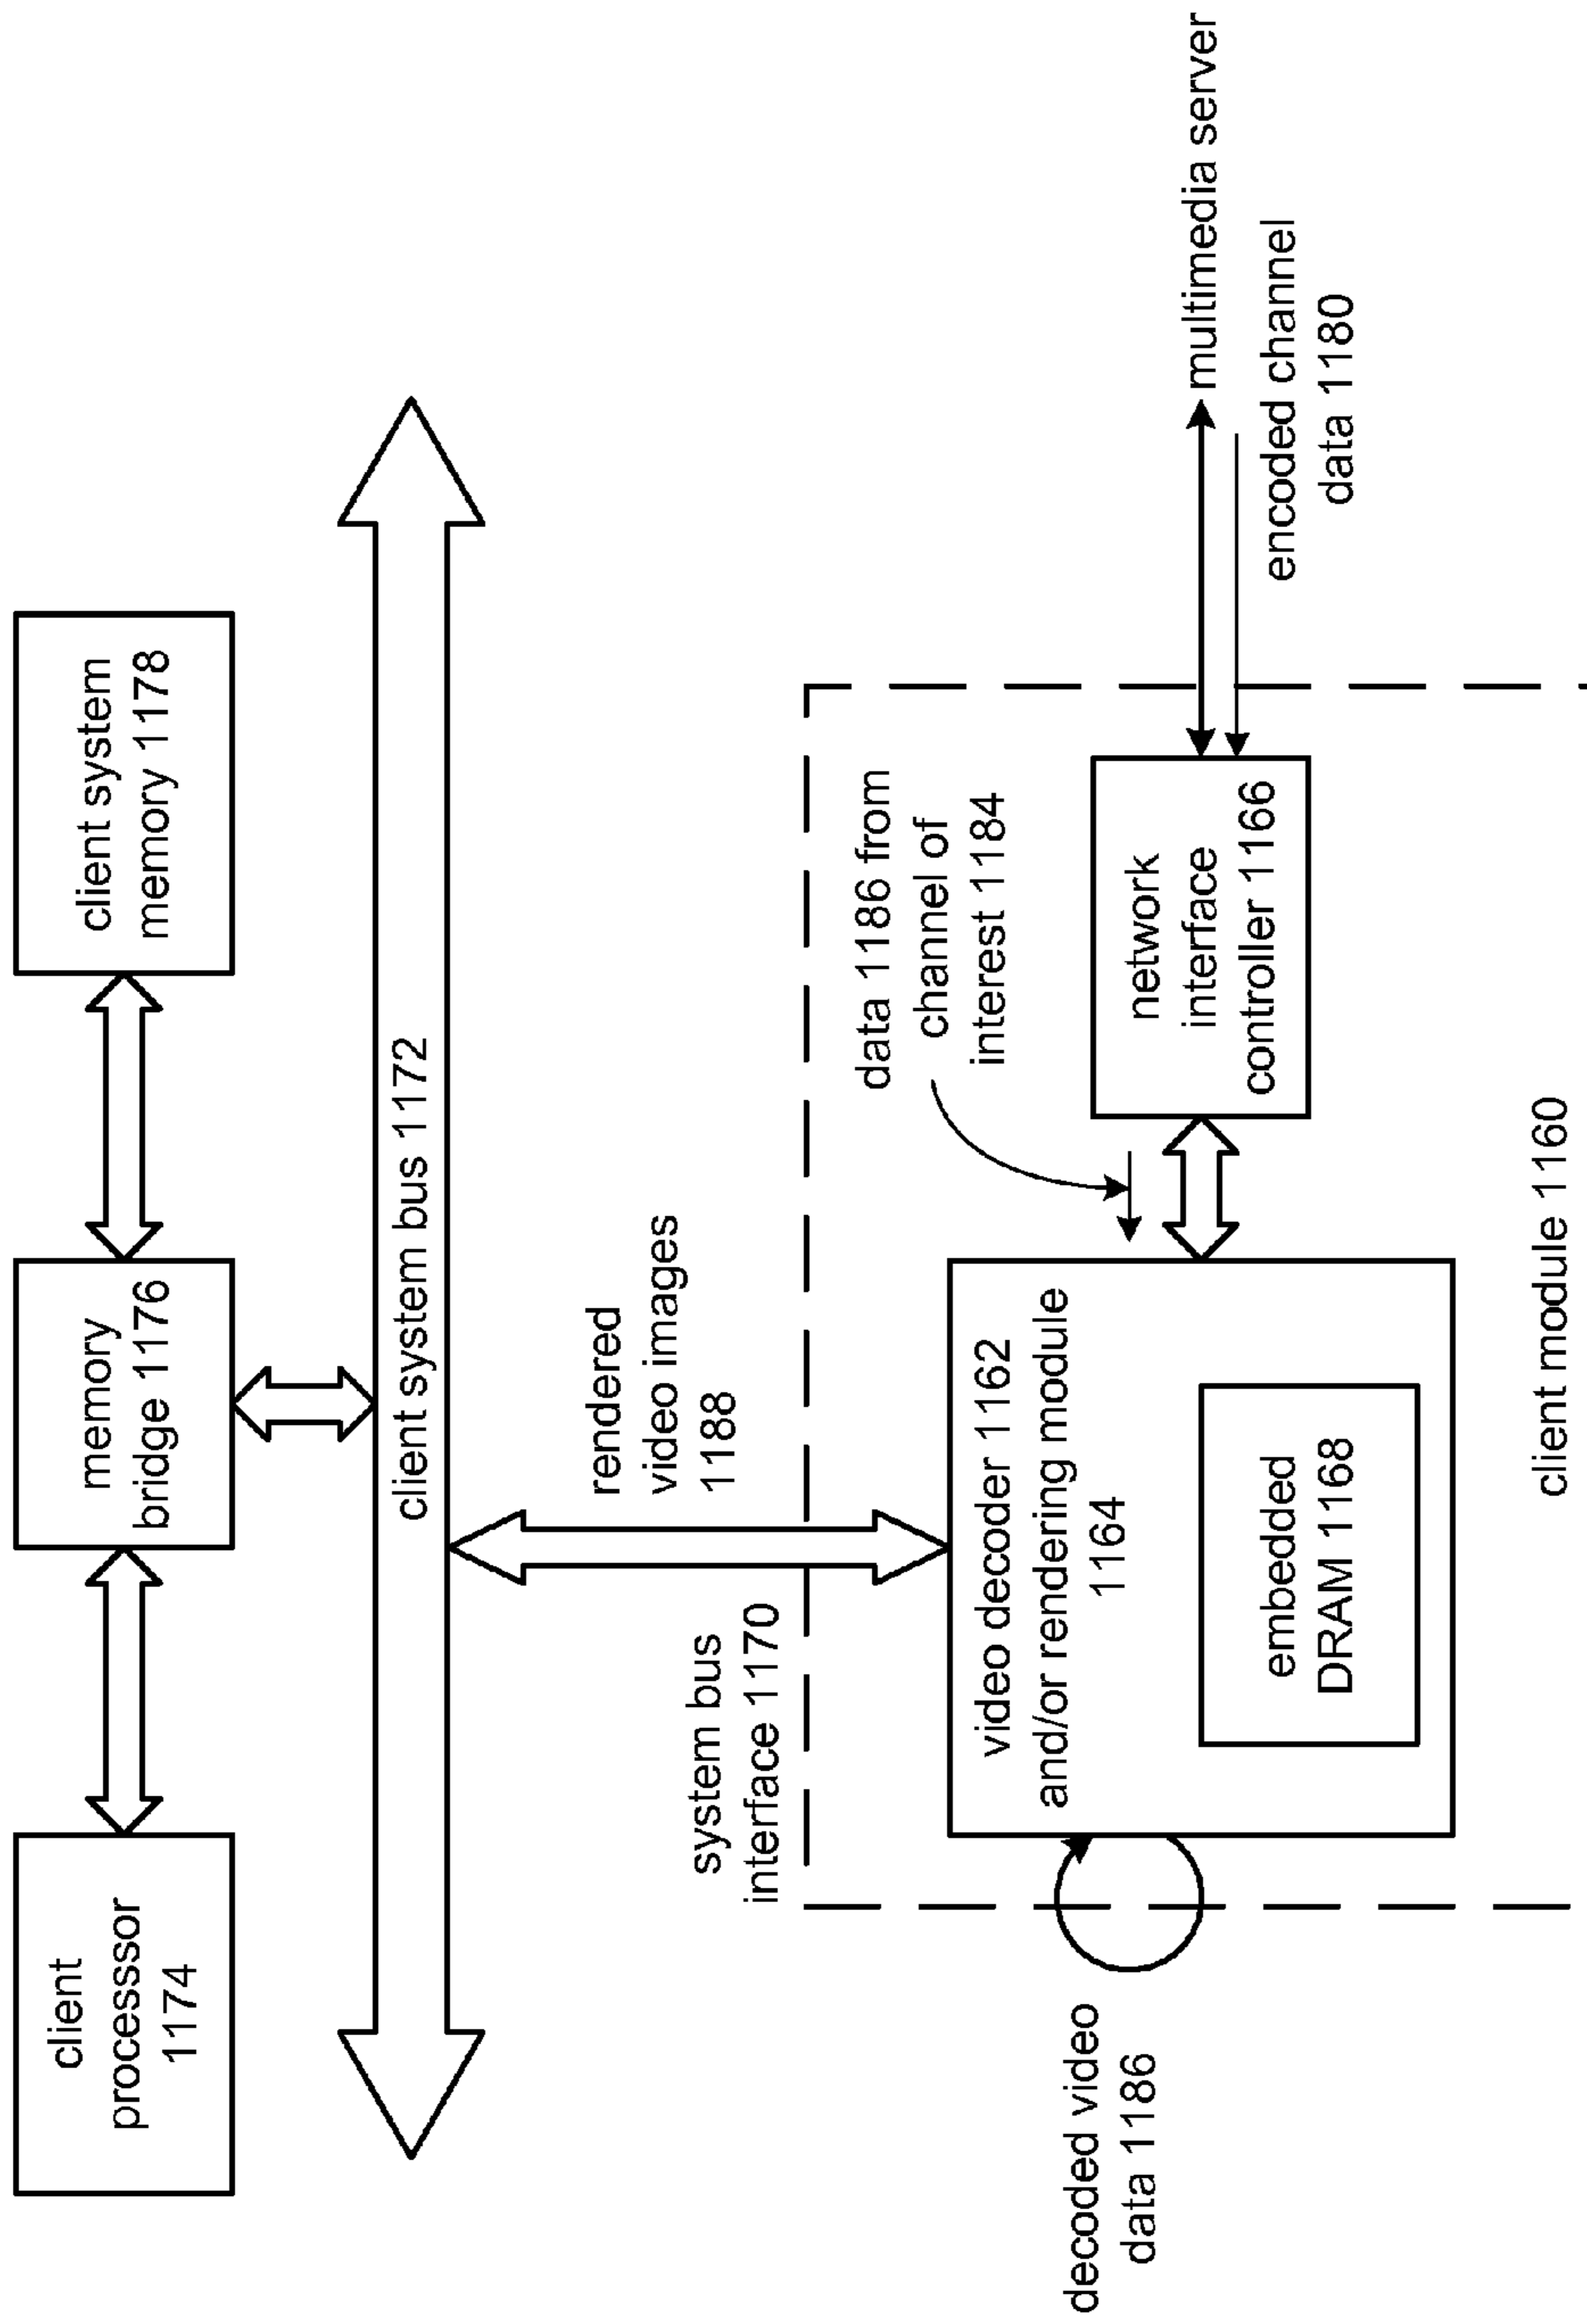 client
processor
1174
memory
bridge 1176
client system
memory 1178
client system bus 1172
rendered
video images
1188
system bus
interface 1170
data 1186 from
channel of
interest 1184
video decoder 1162
and/or rendering module
1164
embedded
DRAM 1168
network
interface
controller 1166
multimedia server
encoded channel
data 1180
decoded video
data 1186
client module 1160